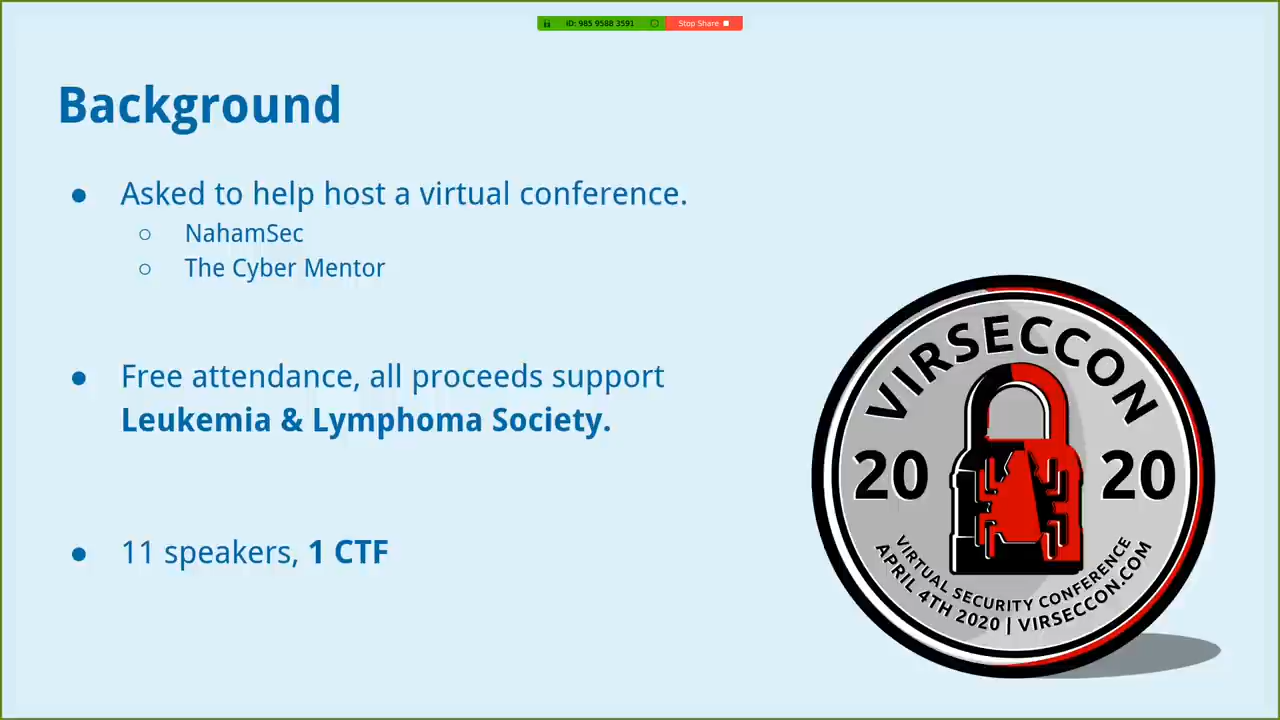 ID: 985 9588 3591 Stop Share
Background
● Asked to help host a virtual conference.
○ NahamSec
○ The Cyber Mentor
● Free attendance, all proceeds support
Leukemia & Lymphoma Society.
● 11 speakers, 1 CTF
VIRSECCON
20 20
VIRTUAL SECURITY CONFERENCE
APRIL 4TH 2020 | VIRSECCON.COM